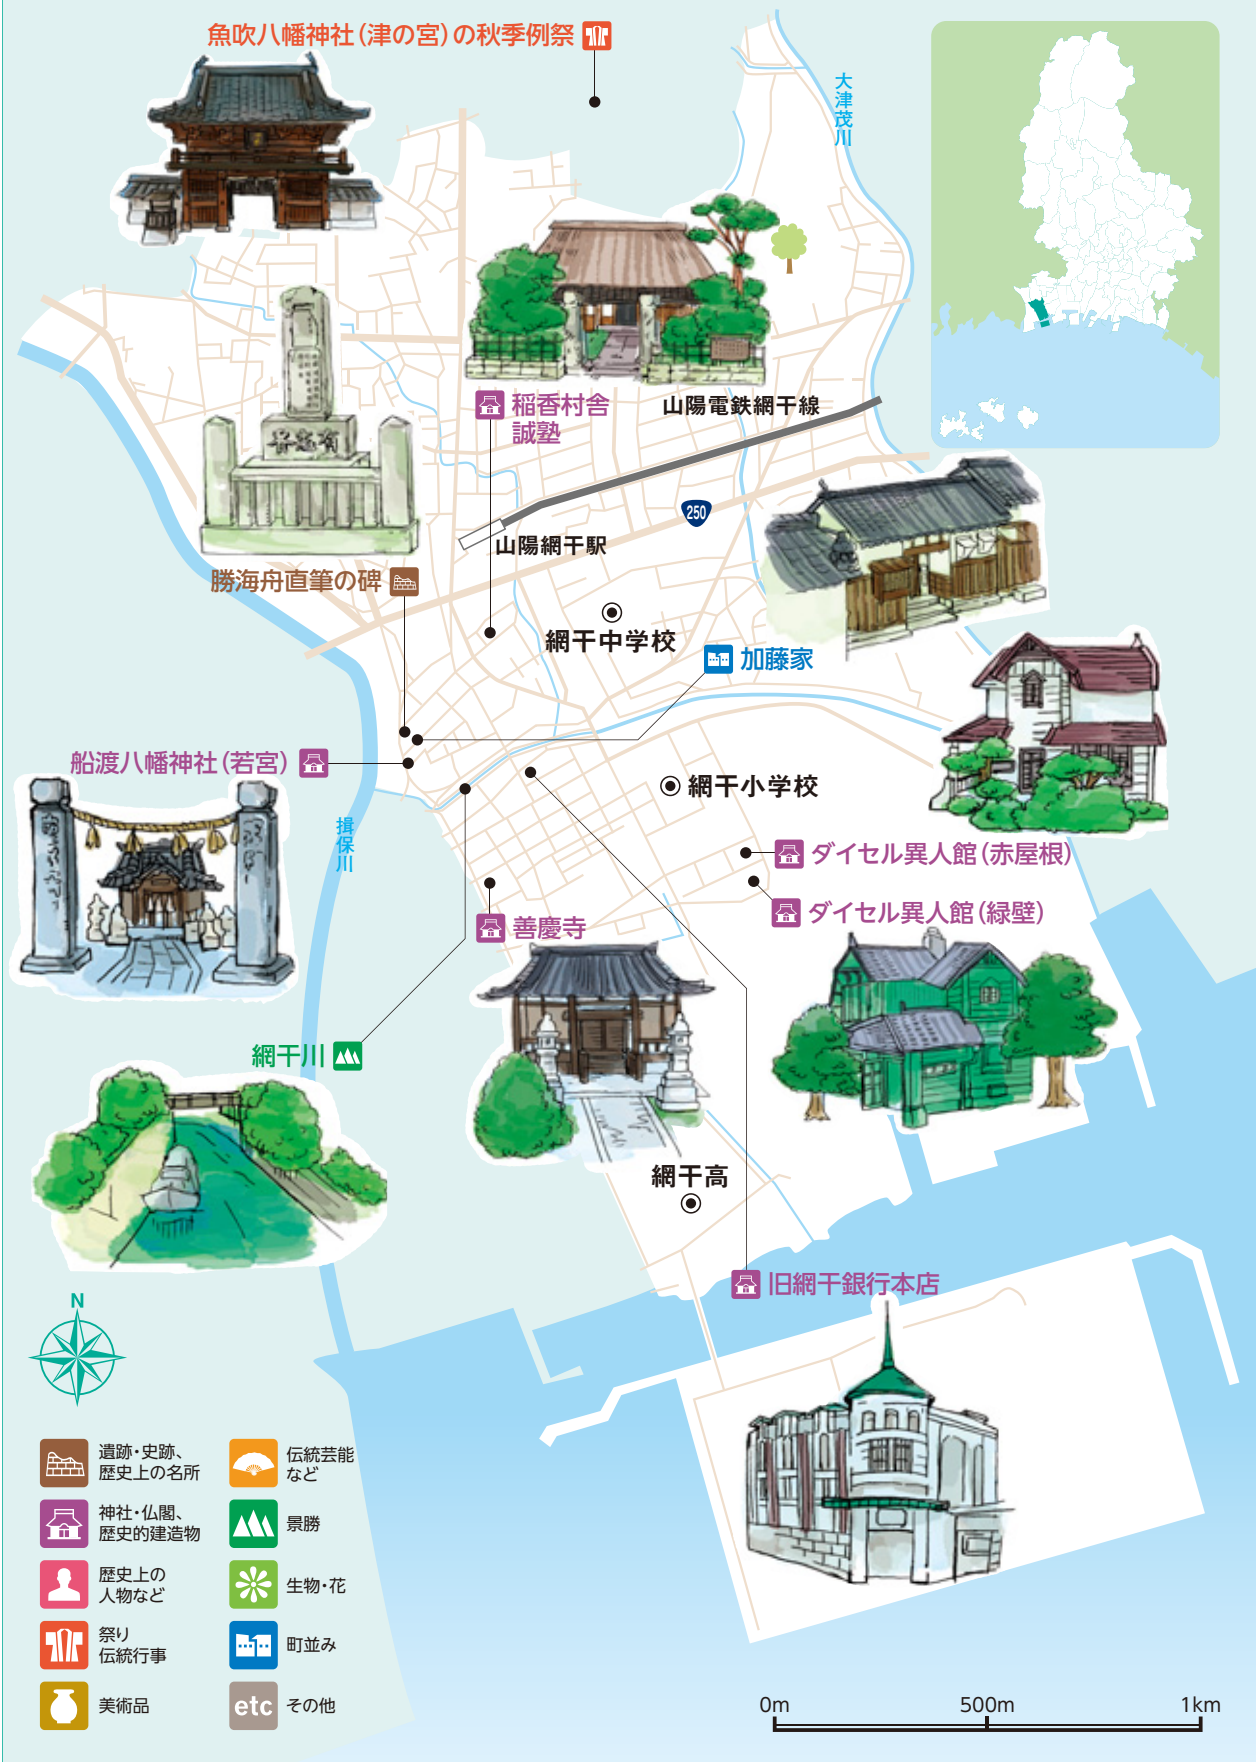 魚吹八幡神社(津の宮)の秋季例祭
大津茂川
稲香村舎
誠塾
山陽電鉄網干線
250
山陽網干駅
勝海舟直筆の碑
網干中学校
加藤家
船渡八幡神社(若宮)
網干小学校
揖保川
ダイセル異人館(赤屋根)
ダイセル異人館(緑壁)
善慶寺
網干川
網干高
旧網干銀行本店
N
遺跡・史跡、
歴史上の名所
神社・仏閣、
歴史的建造物
歴史上の
人物など
祭り
伝統行事
美術品
伝統芸能
など
景勝
生物・花
町並み
etc その他
0m 500m 1km